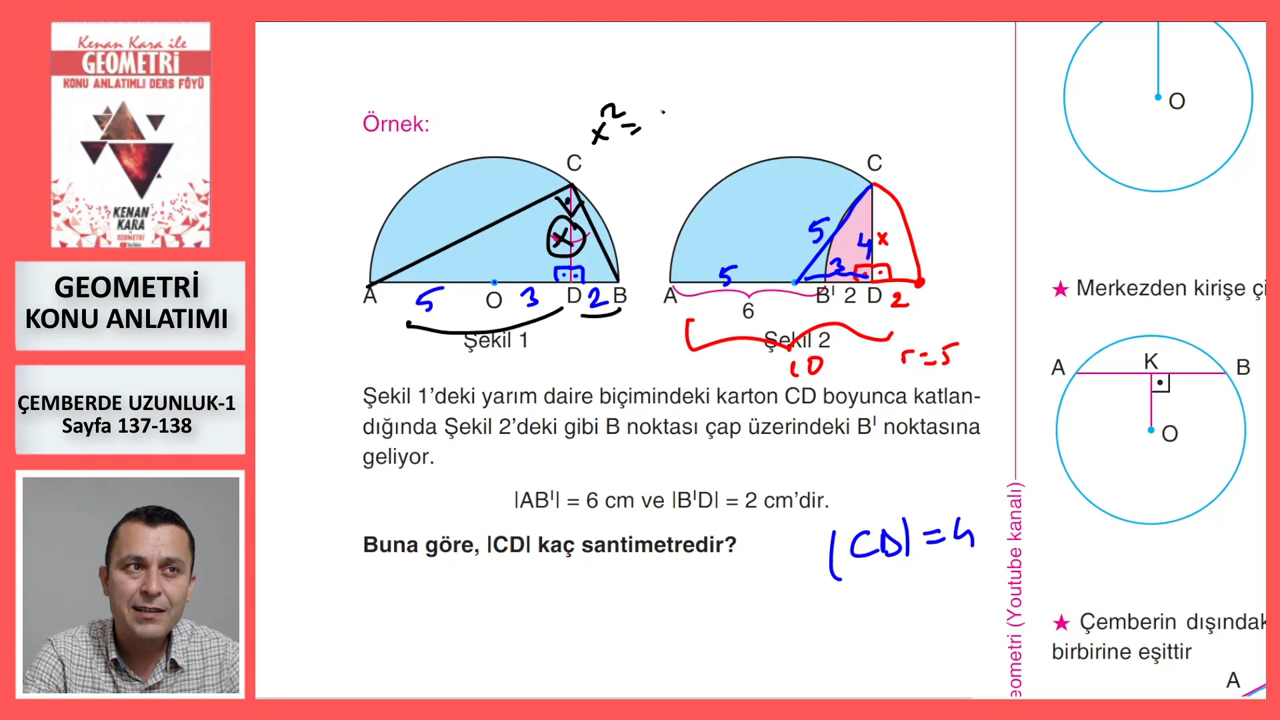 Kenan Kara ile
GEOMETRİ
KONU ANLATIMLI DERS FÖYÜ
KENAN
KARA
GEOMETRİ
GEOMETRİ
KONU ANLATIMI
ÇEMBERDE UZUNLUK-1
Sayfa 137-138
Örnek:
x²=
C
x
A
5
O
3
D
2
B
Şekil 1
C
5
4
x
3
A
5
B'
2
D
2
6
Şekil 2
10
r=5
Şekil 1'deki yarım daire biçimindeki karton CD boyunca katlan-
dığında Şekil 2'deki gibi B noktası çap üzerindeki B' noktasına
geliyor.
|AB'| = 6 cm ve |B'D| = 2 cm'dir.
Buna göre, |CD| kaç santimetredir?
|CD|=4
eometri (Youtube kanalı)
O
★ Merkezden kirişe çi
A
K
B
O
★ Çemberin dışındak
birbirine eşittir
A